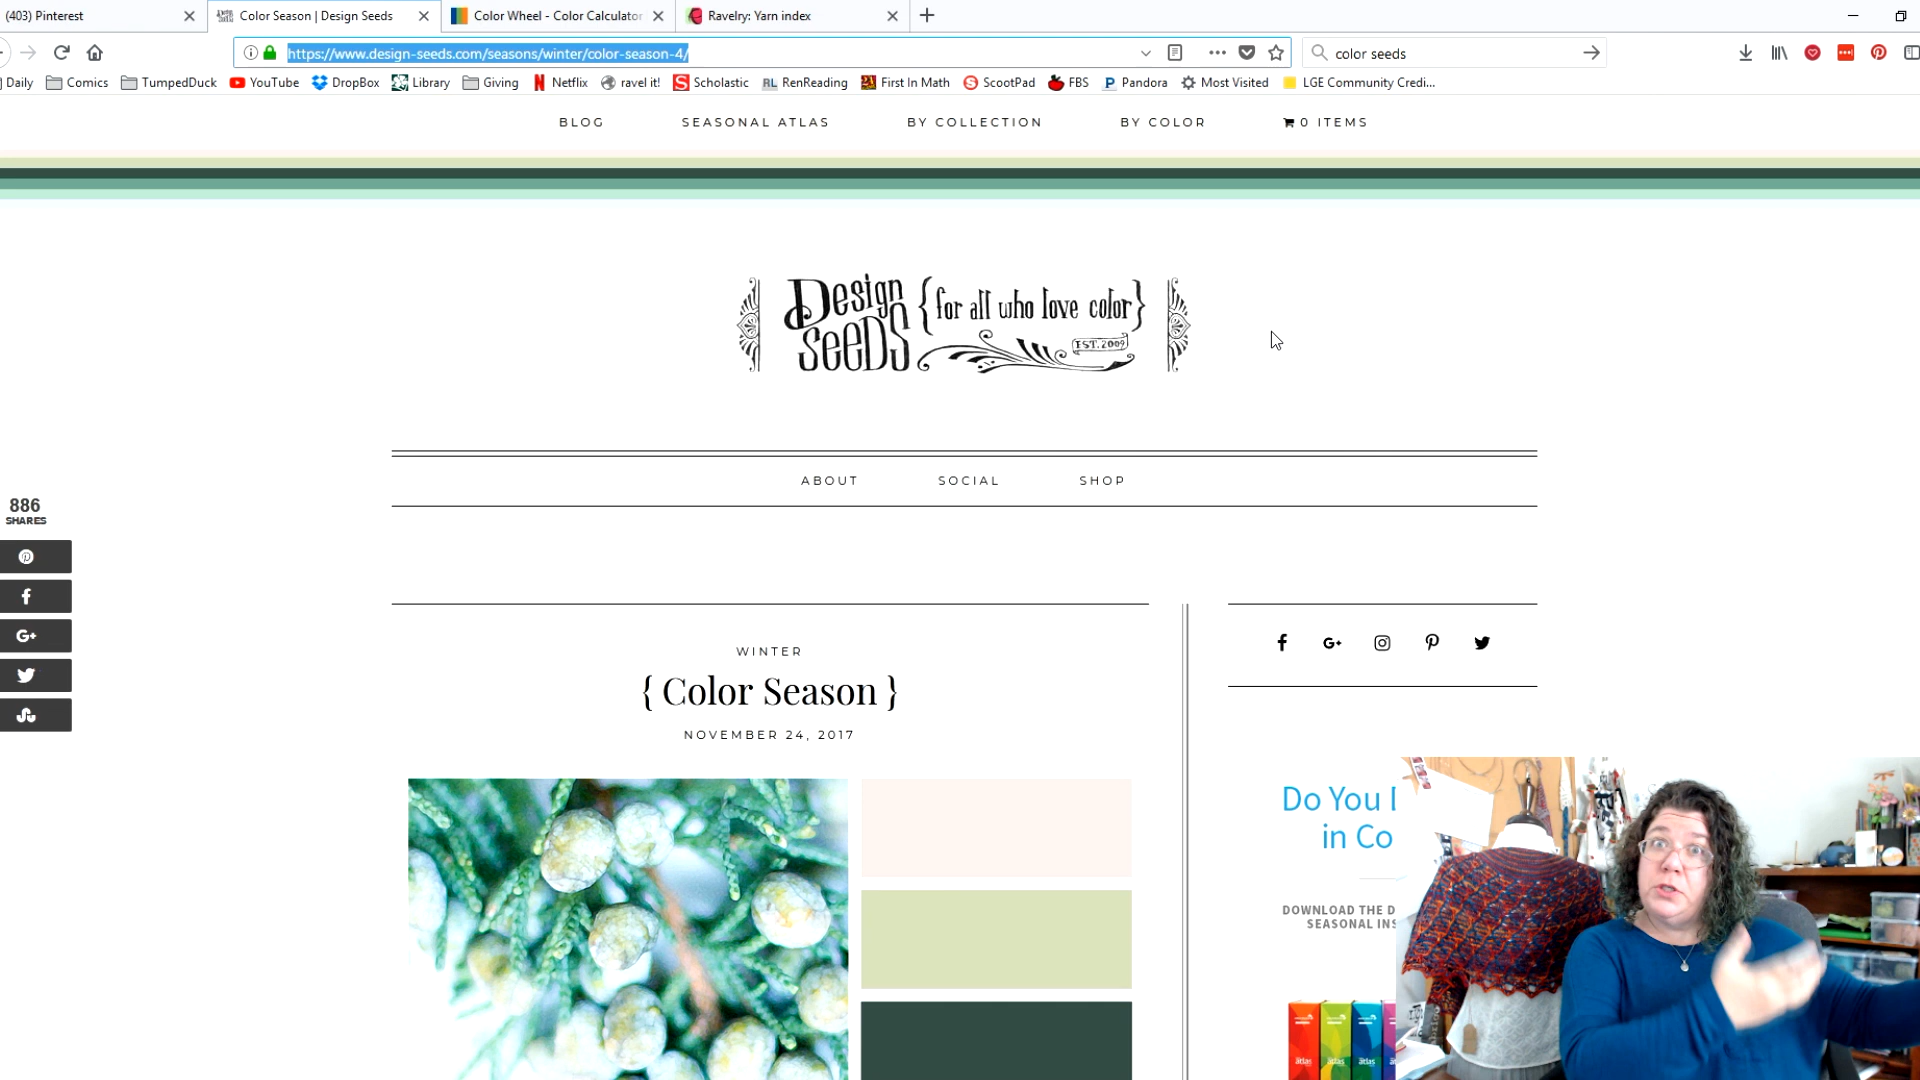 (403) Pinterest
Color Season | Design Seeds
Color Wheel - Color Calculator
Ravelry: Yarn index
https://www.design-seeds.com/seasons/winter/color-season-4/
color seeds
Daily
Comics
TumpedDuck
YouTube
DropBox
Library
Giving
Netflix
ravel it!
Scholastic
RL RenReading
First In Math
ScootPad
FBS
Pandora
Most Visited
LGE Community Credi...
BLOG
SEASONAL ATLAS
BY COLLECTION
BY COLOR
0 ITEMS
Design Seeds {for all who love color}
EST. 2009
ABOUT
SOCIAL
SHOP
886
SHARES
WINTER
{ Color Season }
NOVEMBER 24, 2017
Do You
in Co
DOWNLOAD THE D
SEASONAL INS
atlas
atlas
atlas